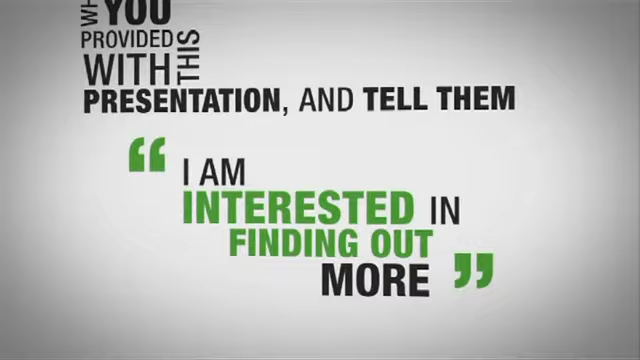 YOU
PROVIDED
WITH THIS
PRESENTATION, AND TELL THEM
“ I AM
INTERESTED IN
FINDING OUT
MORE ”